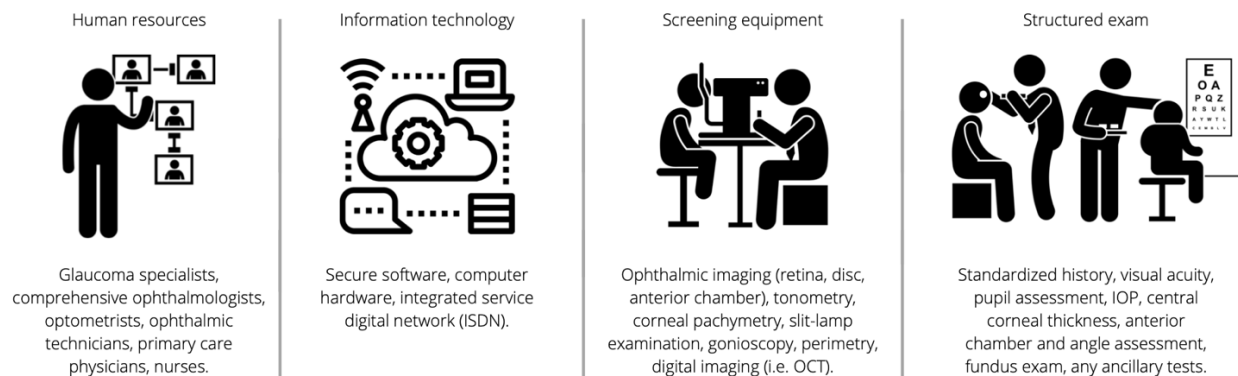 Human resources
Information technology
Screening equipment
Structured exam
E
O A
P Q Z
R S U K
A Y W T L
Glaucoma specialists,
comprehensive ophthalmologists,
optometrists, ophthalmic
technicians, primary care
physicians, nurses.
Secure software, computer
hardware, integrated service
digital network (ISDN).
Ophthalmic imaging (retina, disc,
anterior chamber), tonometry,
corneal pachymetry, slit-lamp
examination, gonioscopy, perimetry,
digital imaging (i.e. OCT).
Standardized history, visual acuity,
pupil assessment, IOP, central
corneal thickness, anterior
chamber and angle assessment,
fundus exam, any ancillary tests.